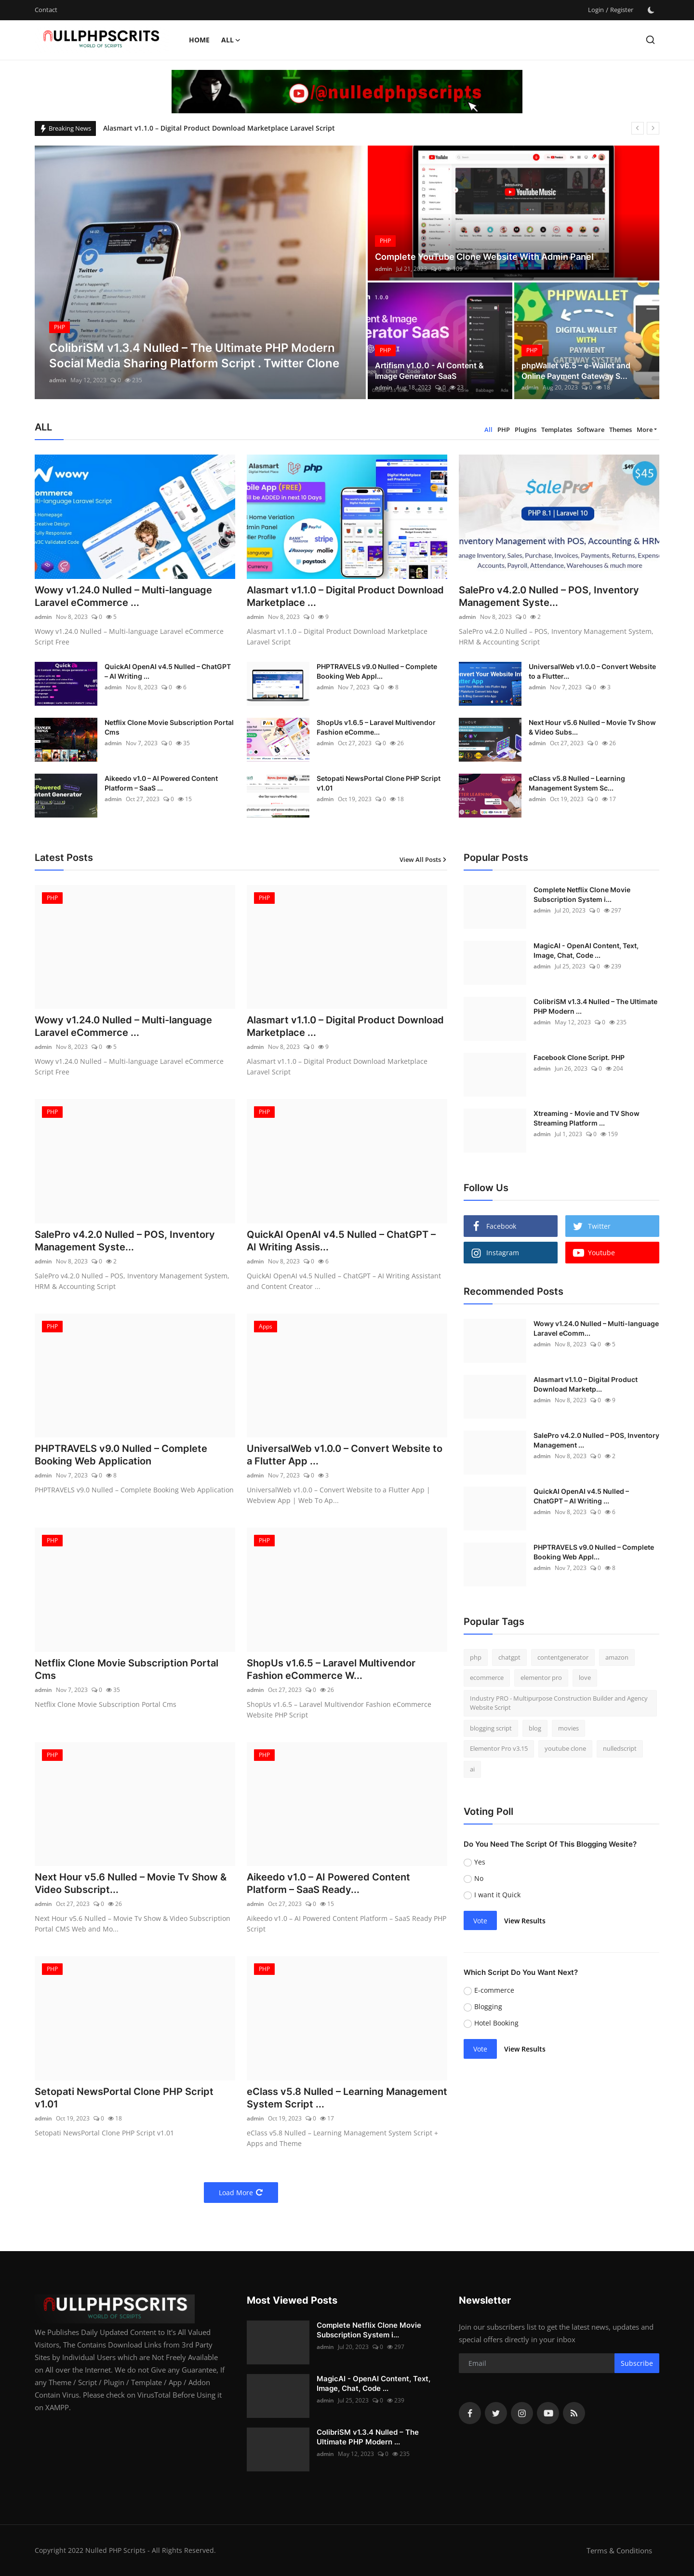 Contact
Login / Register
NULLPHPSCRITS
WORLD OF SCRIPTS
HOME
ALL
/@nulledphpscripts
Breaking News
Alasmart v1.1.0 – Digital Product Download Marketplace Laravel Script
PHP
ColibriSM v1.3.4 Nulled – The Ultimate PHP Modern
Social Media Sharing Platform Script . Twitter Clone
admin May 12, 2023 0 235
PHP
Complete YouTube Clone Website With Admin Panel
admin Jul 21, 2023 0 109
PHP
Artifism v1.0.0 - AI Content &
Image Generator SaaS
admin Aug 18, 2023 0 23
PHPWALLET
DIGITAL WALLET
WITH
PAYMENT
GATEWAY SYSTEM
PHP
phpWallet v6.5 – e-Wallet and
Online Payment Gateway S...
admin Aug 20, 2023 0 18
ALL
All PHP Plugins Templates Software Themes More
Wowy v1.24.0 Nulled – Multi-language
Laravel eCommerce ...
admin Nov 8, 2023 0 5
Wowy v1.24.0 Nulled – Multi-language Laravel eCommerce
Script Free
Alasmart v1.1.0 – Digital Product Download
Marketplace ...
admin Nov 8, 2023 0 9
Alasmart v1.1.0 – Digital Product Download Marketplace
Laravel Script
$45
SalePro
PHP 8.1 | Laravel 10
SalePro v4.2.0 Nulled – POS, Inventory
Management Syste...
admin Nov 8, 2023 0 2
SalePro v4.2.0 Nulled – POS, Inventory Management System,
HRM & Accounting Script
QuickAI OpenAI v4.5 Nulled – ChatGPT
– AI Writing ...
admin Nov 8, 2023 0 6
PHPTRAVELS v9.0 Nulled – Complete
Booking Web Appl...
admin Nov 7, 2023 0 8
UniversalWeb v1.0.0 – Convert Website
to a Flutter...
admin Nov 7, 2023 0 3
Netflix Clone Movie Subscription Portal
Cms
admin Nov 7, 2023 0 35
ShopUs v1.6.5 – Laravel Multivendor
Fashion eComme...
admin Oct 27, 2023 0 26
Next Hour v5.6 Nulled – Movie Tv Show
& Video Subs...
admin Oct 27, 2023 0 26
Aikeedo v1.0 – AI Powered Content
Platform – SaaS ...
admin Oct 27, 2023 0 15
Setopati NewsPortal Clone PHP Script
v1.01
admin Oct 19, 2023 0 18
eClass v5.8 Nulled – Learning
Management System Sc...
admin Oct 19, 2023 0 17
Latest Posts
View All Posts
PHP
Wowy v1.24.0 Nulled – Multi-language
Laravel eCommerce ...
admin Nov 8, 2023 0 5
Wowy v1.24.0 Nulled – Multi-language Laravel eCommerce
Script Free
PHP
Alasmart v1.1.0 – Digital Product Download
Marketplace ...
admin Nov 8, 2023 0 9
Alasmart v1.1.0 – Digital Product Download Marketplace
Laravel Script
PHP
SalePro v4.2.0 Nulled – POS, Inventory
Management Syste...
admin Nov 8, 2023 0 2
SalePro v4.2.0 Nulled – POS, Inventory Management System,
HRM & Accounting Script
PHP
QuickAI OpenAI v4.5 Nulled – ChatGPT –
AI Writing Assis...
admin Nov 8, 2023 0 6
QuickAI OpenAI v4.5 Nulled – ChatGPT – AI Writing Assistant
and Content Creator ...
PHP
PHPTRAVELS v9.0 Nulled – Complete
Booking Web Application
admin Nov 7, 2023 0 8
PHPTRAVELS v9.0 Nulled – Complete Booking Web Application
Apps
UniversalWeb v1.0.0 – Convert Website to
a Flutter App ...
admin Nov 7, 2023 0 3
UniversalWeb v1.0.0 – Convert Website to a Flutter App |
Webview App | Web To Ap...
PHP
Netflix Clone Movie Subscription Portal
Cms
admin Nov 7, 2023 0 35
Netflix Clone Movie Subscription Portal Cms
PHP
ShopUs v1.6.5 – Laravel Multivendor
Fashion eCommerce W...
admin Oct 27, 2023 0 26
ShopUs v1.6.5 – Laravel Multivendor Fashion eCommerce
Website PHP Script
PHP
Next Hour v5.6 Nulled – Movie Tv Show &
Video Subscript...
admin Oct 27, 2023 0 26
Next Hour v5.6 Nulled – Movie Tv Show & Video Subscription
Portal CMS Web and Mo...
PHP
Aikeedo v1.0 – AI Powered Content
Platform – SaaS Ready...
admin Oct 27, 2023 0 15
Aikeedo v1.0 – AI Powered Content Platform – SaaS Ready PHP
Script
PHP
Setopati NewsPortal Clone PHP Script
v1.01
admin Oct 19, 2023 0 18
Setopati NewsPortal Clone PHP Script v1.01
PHP
eClass v5.8 Nulled – Learning Management
System Script ...
admin Oct 19, 2023 0 17
eClass v5.8 Nulled – Learning Management System Script +
Apps and Theme
Load More
Popular Posts
Complete Netflix Clone Movie
Subscription System i...
admin Jul 20, 2023 0 297
MagicAI - OpenAI Content, Text,
Image, Chat, Code ...
admin Jul 25, 2023 0 239
ColibriSM v1.3.4 Nulled – The Ultimate
PHP Modern ...
admin May 12, 2023 0 235
Facebook Clone Script. PHP
admin Jun 26, 2023 0 204
Xtreaming - Movie and TV Show
Streaming Platform ...
admin Jul 1, 2023 0 159
Follow Us
Facebook
Twitter
Instagram
Youtube
Recommended Posts
Wowy v1.24.0 Nulled – Multi-language
Laravel eComm...
admin Nov 8, 2023 0 5
Alasmart v1.1.0 – Digital Product
Download Marketp...
admin Nov 8, 2023 0 9
SalePro v4.2.0 Nulled – POS, Inventory
Management ...
admin Nov 8, 2023 0 2
QuickAI OpenAI v4.5 Nulled –
ChatGPT – AI Writing ...
admin Nov 8, 2023 0 6
PHPTRAVELS v9.0 Nulled – Complete
Booking Web Appl...
admin Nov 7, 2023 0 8
Popular Tags
php chatgpt contentgenerator amazon
ecommerce elementor pro love
Industry PRO - Multipurpose Construction Builder and Agency
Website Script
blogging script blog movies
Elementor Pro v3.15 youtube clone nulledscript
ai
Voting Poll
Do You Need The Script Of This Blogging Wesite?
Yes
No
I want it Quick
Vote View Results
Which Script Do You Want Next?
E-commerce
Blogging
Hotel Booking
Vote View Results
NULLPHPSCRITS
WORLD OF SCRIPTS
We Publishes Daily Updated Content to It's All Valued
Visitors, The Contains Download Links from 3rd Party
Sites by Individual Users which are Not Freely Available
on All over the Internet. We do not Give any Guarantee, If
any Theme / Script / Plugin / Template / App / Addon
Contain Virus. Please check on VirusTotal Before Using it
on XAMPP.
Most Viewed Posts
Complete Netflix Clone Movie
Subscription System i...
admin Jul 20, 2023 0 297
MagicAI - OpenAI Content, Text,
Image, Chat, Code ...
admin Jul 25, 2023 0 239
ColibriSM v1.3.4 Nulled – The
Ultimate PHP Modern ...
admin May 12, 2023 0 235
Newsletter
Join our subscribers list to get the latest news, updates and
special offers directly in your inbox
Email
Subscribe
Copyright 2022 Nulled PHP Scripts - All Rights Reserved.
Terms & Conditions